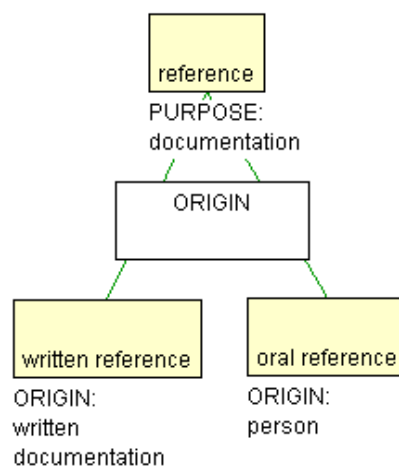 reference
PURPOSE:
documentation
ORIGIN
written reference
oral reference
ORIGIN:
written
documentation
ORIGIN:
person